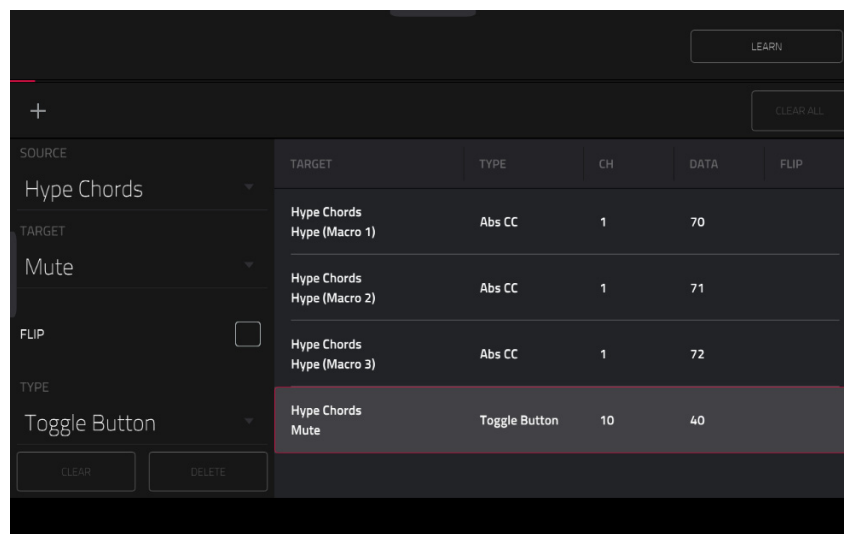 LEARN
+
CLEAR ALL
SOURCE
Hype Chords
TARGET
Mute
FLIP
TYPE
Toggle Button
CLEAR DELETE
TARGET TYPE CH DATA FLIP
Hype Chords
Hype (Macro 1) Abs CC 1 70
Hype Chords
Hype (Macro 2) Abs CC 1 71
Hype Chords
Hype (Macro 3) Abs CC 1 72
Hype Chords
Mute Toggle Button 10 40